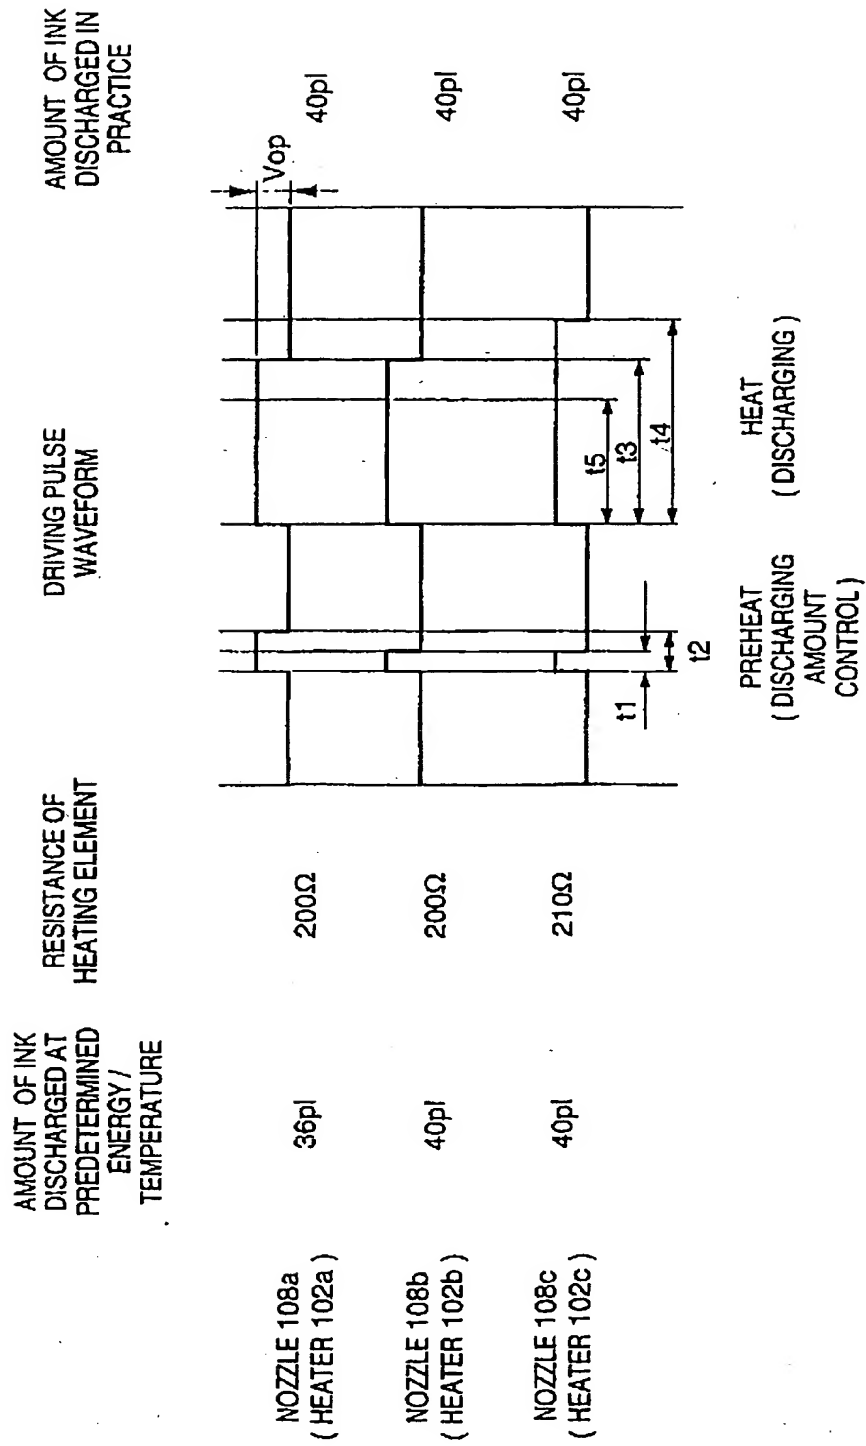 AMOUNT OF INK
DISCHARGED AT
PREDETERMINED
ENERGY /
TEMPERATURE
RESISTANCE OF
HEATING ELEMENT
DRIVING PULSE
WAVEFORM
AMOUNT OF INK
DISCHARGED IN
PRACTICE
Vop
NOZZLE 108a
( HEATER 102a )
36pl
200Ω
40pl
NOZZLE 108b
( HEATER 102b )
40pl
200Ω
40pl
NOZZLE 108c
( HEATER 102c )
40pl
210Ω
40pl
t1
t2
t5
t3
t4
PREHEAT
( DISCHARGING
AMOUNT
CONTROL )
HEAT
( DISCHARGING )